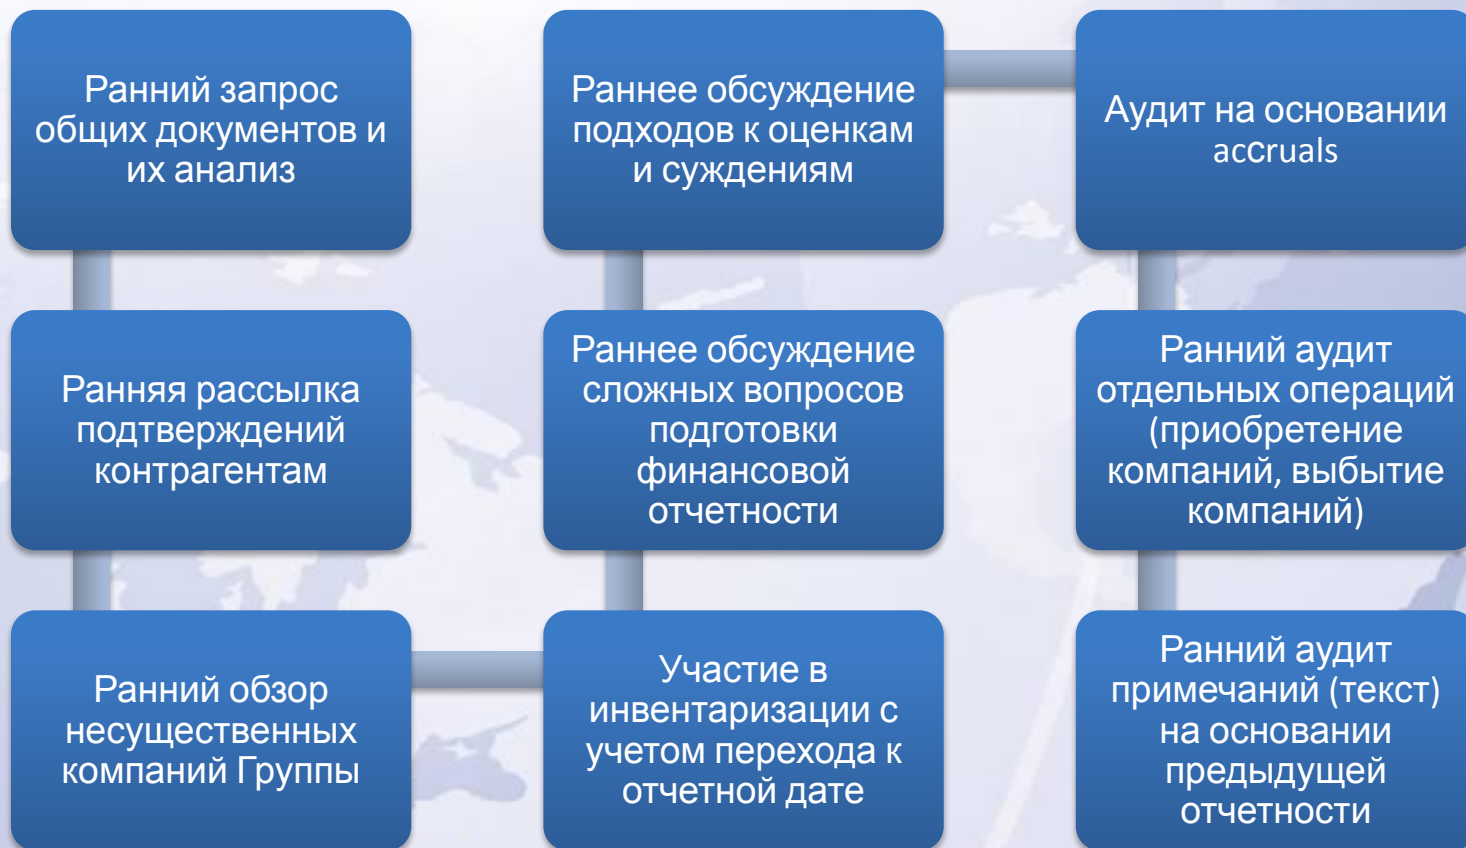 Ранний запрос
общих документов и
их анализ
Ранняя рассылка
подтверждений
контрагентам
Ранний обзор
несущественных
компаний Группы
Участие в
инвентаризации с
учетом перехода к
отчетной дате
Раннее обсуждение
сложных вопросов
подготовки
финансовой
отчетности
Раннее обсуждение
подходов к оценкам
и суждениям
Аудит на основании
acсruals
Ранний аудит
отдельных операций
(приобретение
компаний, выбытие
компаний)
Ранний аудит
примечаний (текст)
на основании
предыдущей
отчетности